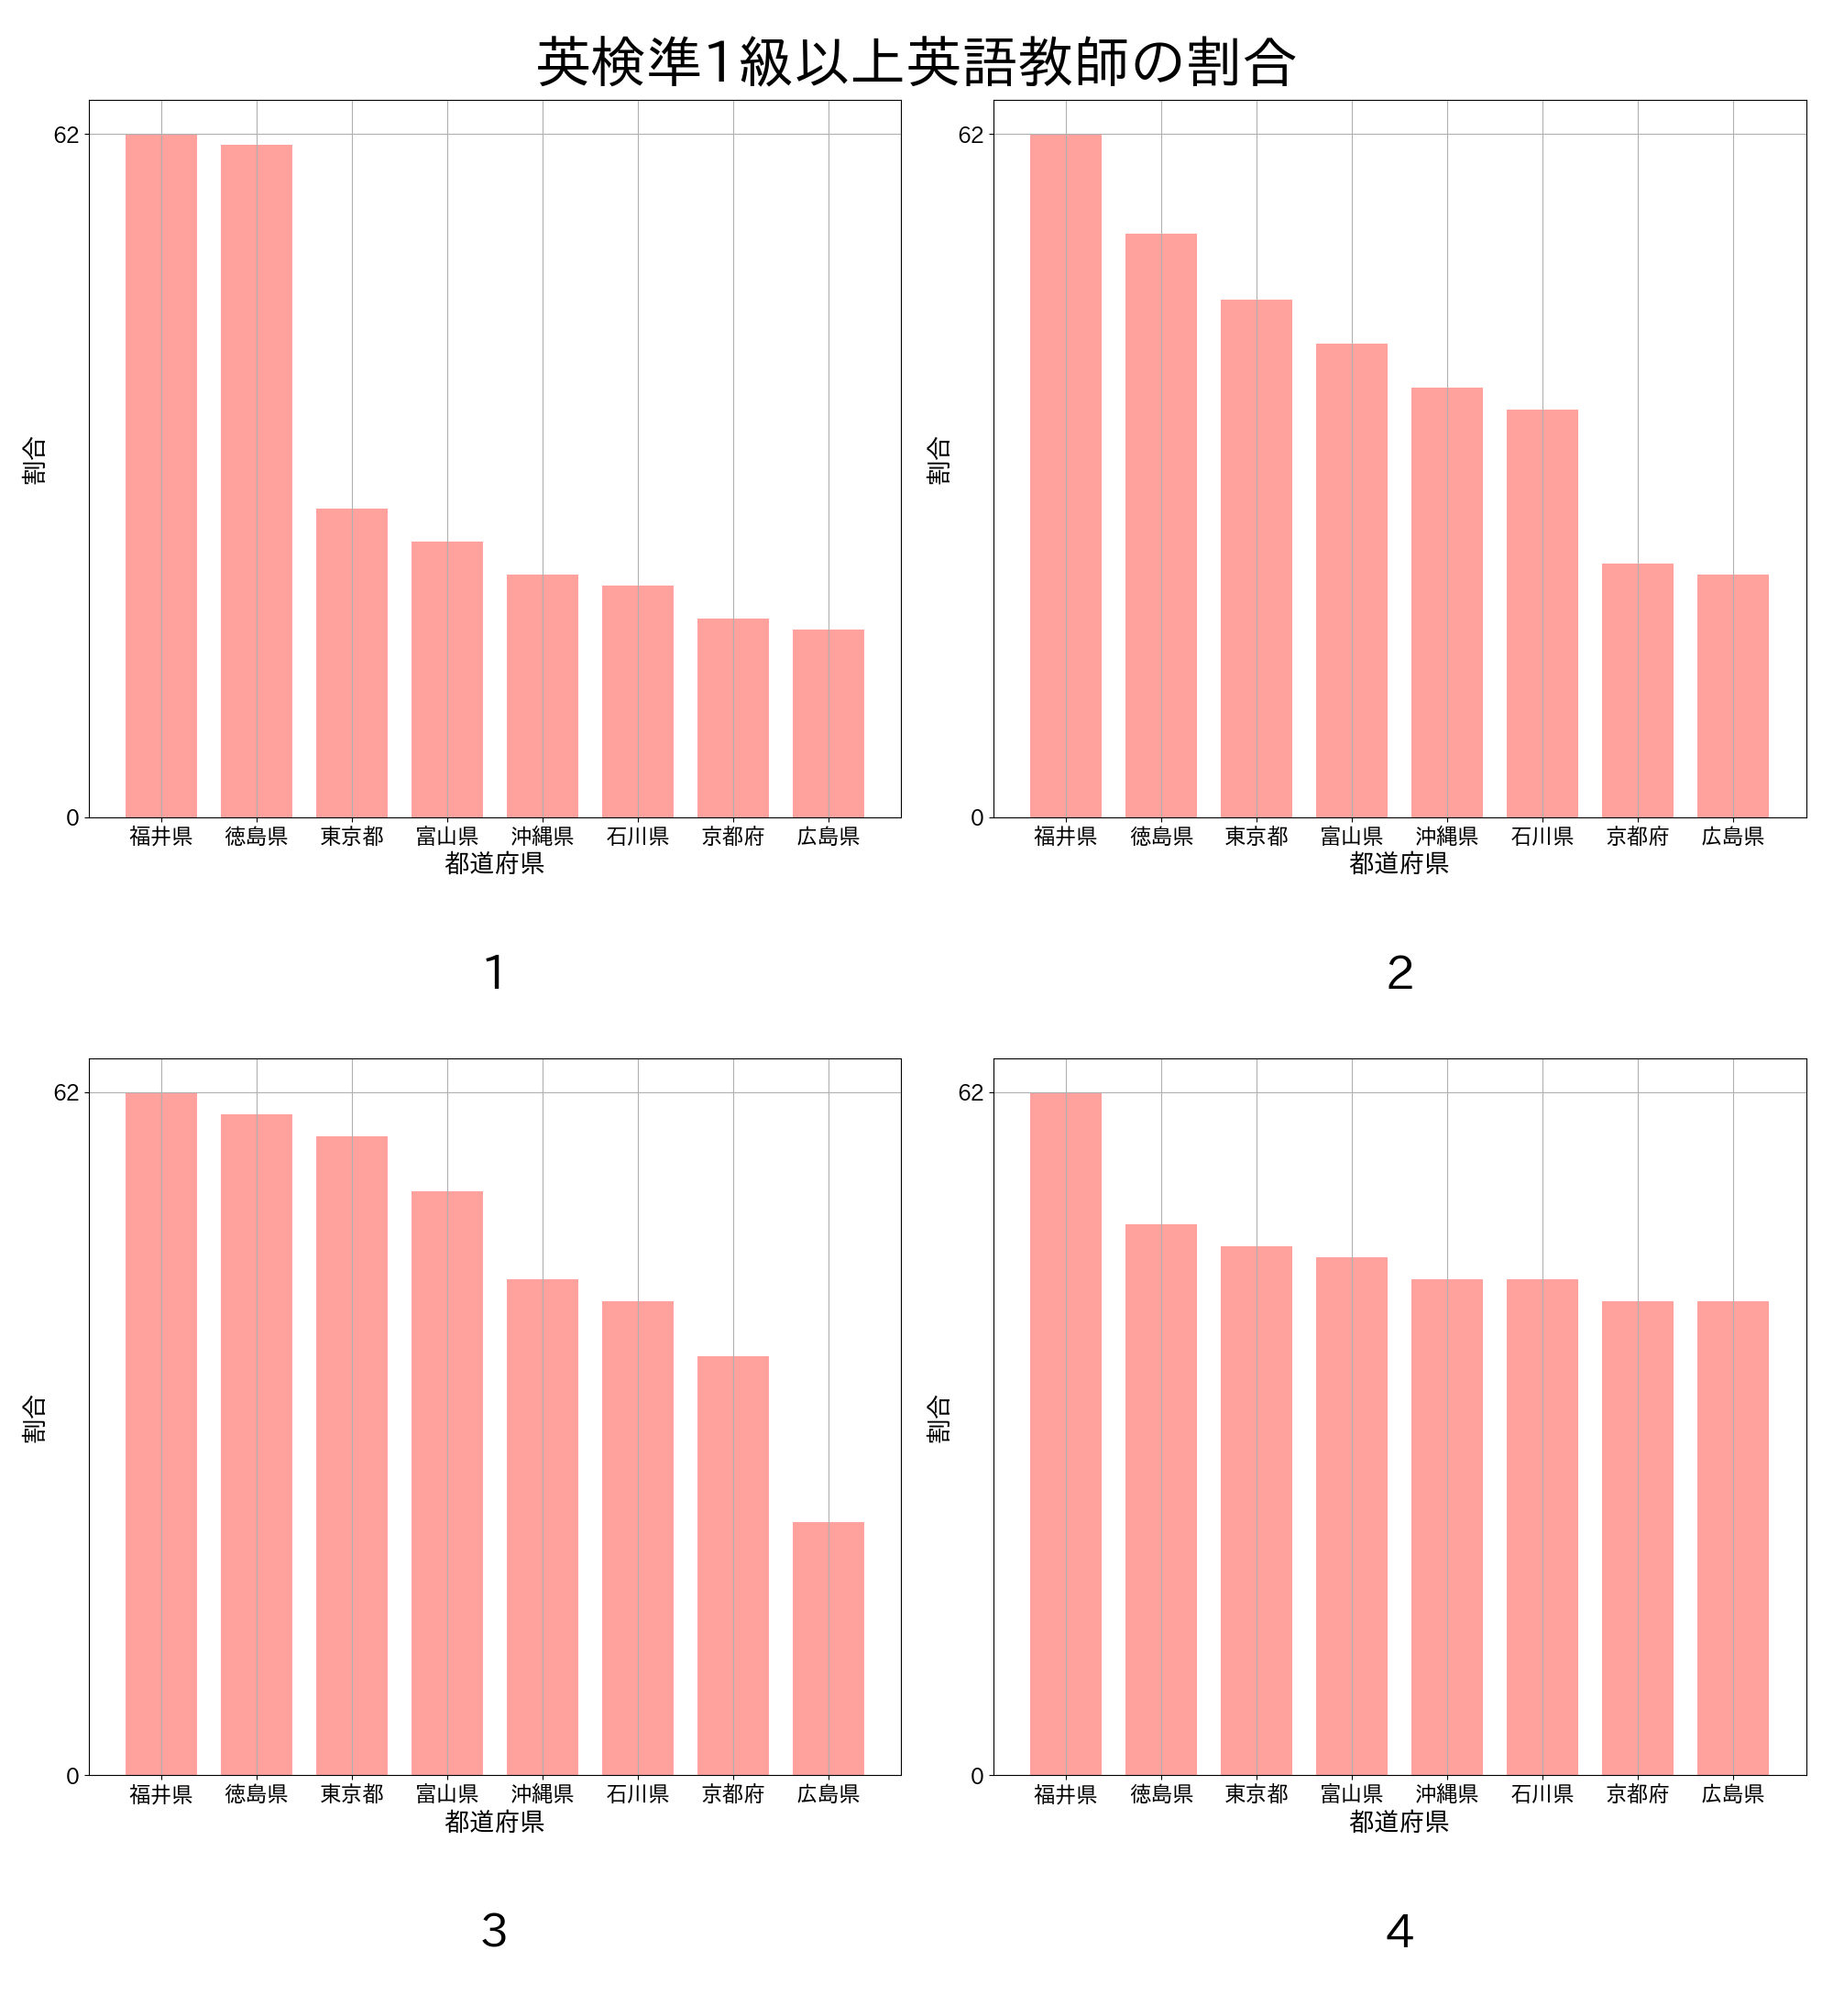 英検準1級以上英語教師の割合
62
割合
0
福井県 徳島県 東京都 富山県 沖縄県 石川県 京都府 広島県
都道府県
1
62
割合
0
福井県 徳島県 東京都 富山県 沖縄県 石川県 京都府 広島県
都道府県
2
62
割合
0
福井県 徳島県 東京都 富山県 沖縄県 石川県 京都府 広島県
都道府県
3
62
割合
0
福井県 徳島県 東京都 富山県 沖縄県 石川県 京都府 広島県
都道府県
4